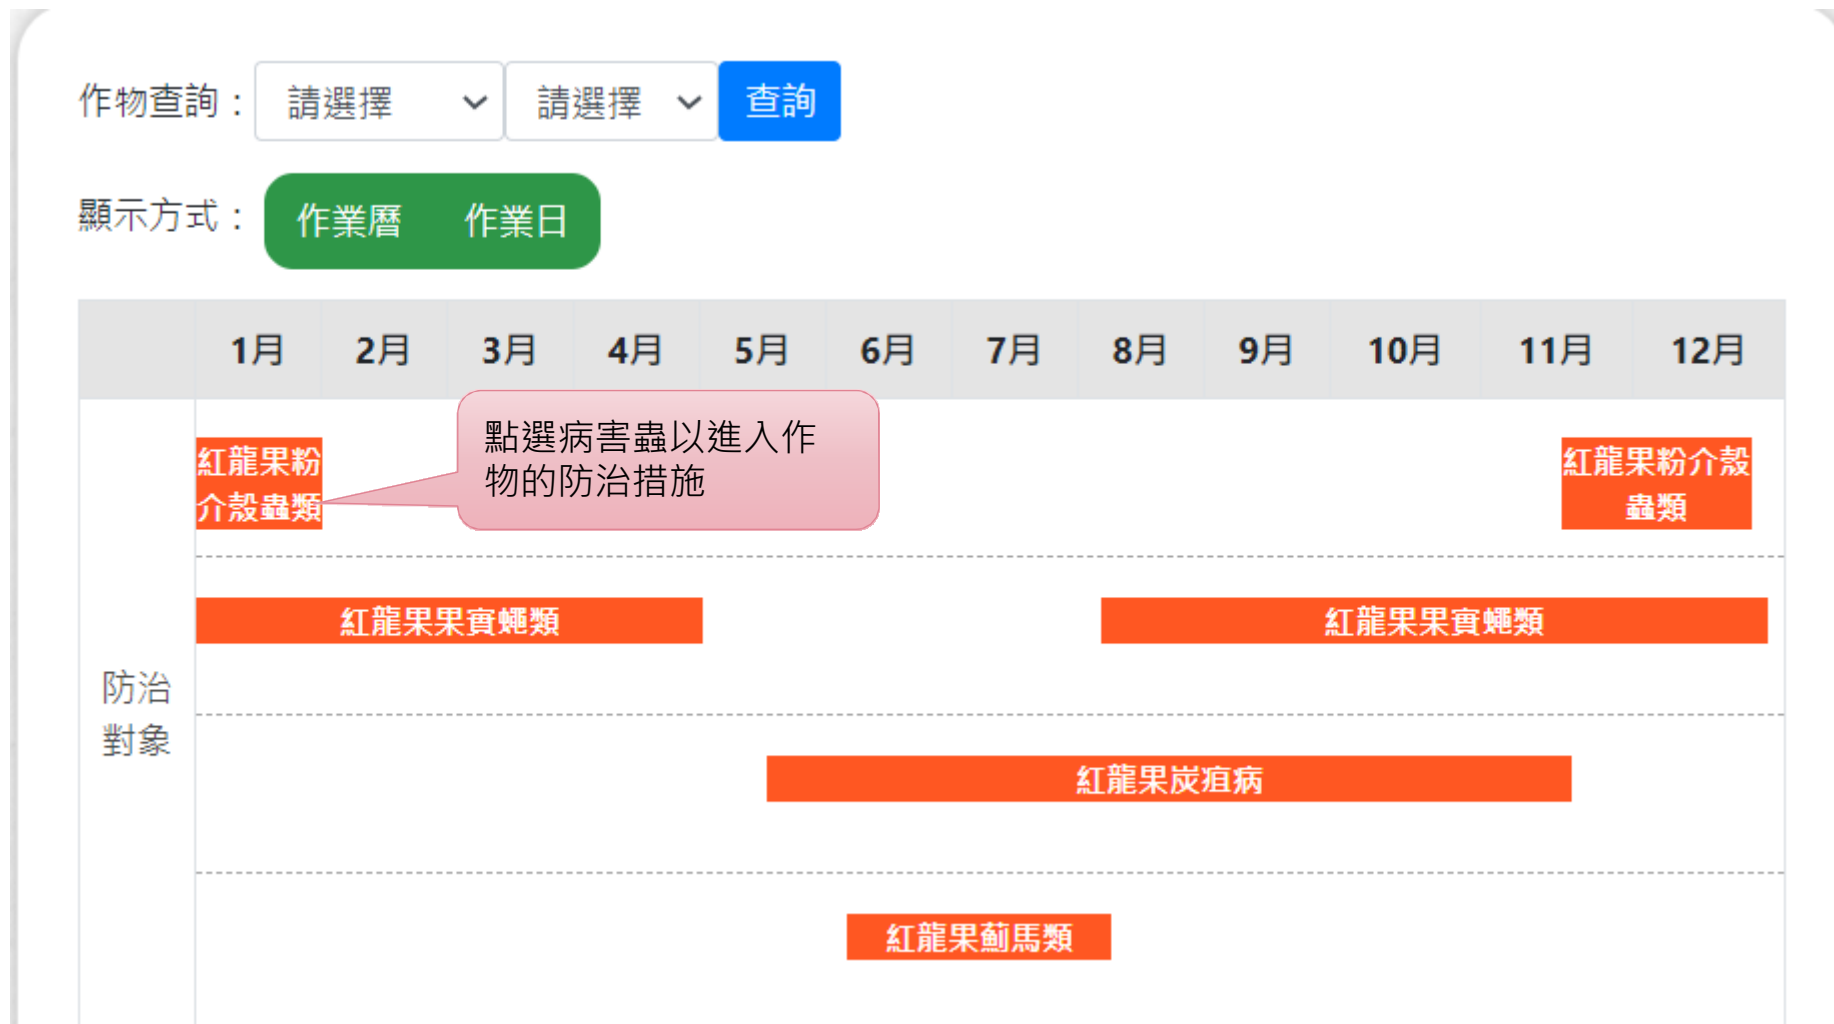 作物查詢：
請選擇
請選擇
查詢
顯示方式：
作業曆
作業日
1月
2月
3月
4月
5月
6月
7月
8月
9月
10月
11月
12月
點選病害蟲以進入作
物的防治措施
紅龍果粉
介殼蟲類
紅龍果粉介殼
蟲類
紅龍果果實蠅類
紅龍果果實蠅類
防治
對象
紅龍果炭疽病
紅龍果薊馬類